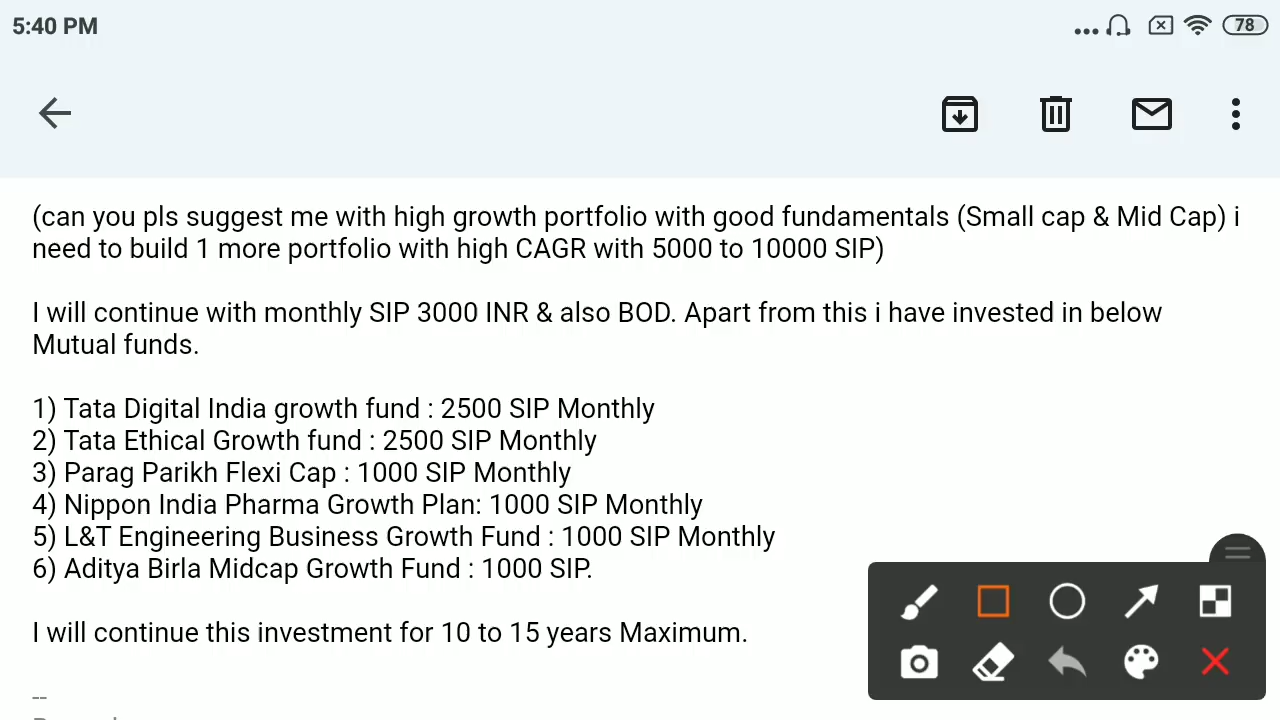 5:40 PM
78
(can you pls suggest me with high growth portfolio with good fundamentals (Small cap & Mid Cap) i
need to build 1 more portfolio with high CAGR with 5000 to 10000 SIP)
I will continue with monthly SIP 3000 INR & also BOD. Apart from this i have invested in below
Mutual funds.
1) Tata Digital India growth fund : 2500 SIP Monthly
2) Tata Ethical Growth fund : 2500 SIP Monthly
3) Parag Parikh Flexi Cap : 1000 SIP Monthly
4) Nippon India Pharma Growth Plan: 1000 SIP Monthly
5) L&T Engineering Business Growth Fund : 1000 SIP Monthly
6) Aditya Birla Midcap Growth Fund : 1000 SIP.
I will continue this investment for 10 to 15 years Maximum.
--